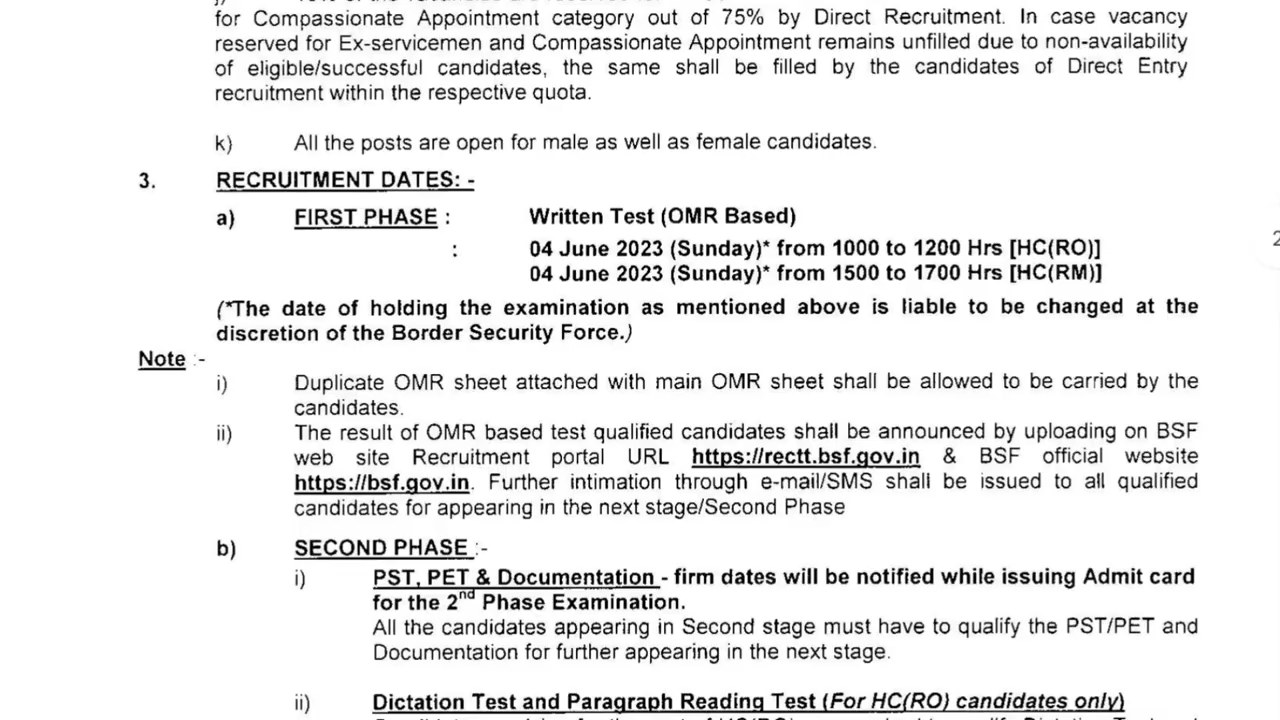 for Compassionate Appointment category out of 75% by Direct Recruitment. In case vacancy
reserved for Ex-servicemen and Compassionate Appointment remains unfilled due to non-availability
of eligible/successful candidates, the same shall be filled by the candidates of Direct Entry
recruitment within the respective quota.
k) All the posts are open for male as well as female candidates.
3. RECRUITMENT DATES: -
a) FIRST PHASE : Written Test (OMR Based)
: 04 June 2023 (Sunday)* from 1000 to 1200 Hrs [HC(RO)]
04 June 2023 (Sunday)* from 1500 to 1700 Hrs [HC(RM)]
(*The date of holding the examination as mentioned above is liable to be changed at the
discretion of the Border Security Force.)
Note :-
i) Duplicate OMR sheet attached with main OMR sheet shall be allowed to be carried by the
candidates.
ii) The result of OMR based test qualified candidates shall be announced by uploading on BSF
web site Recruitment portal URL https://rectt.bsf.gov.in & BSF official website
https://bsf.gov.in. Further intimation through e-mail/SMS shall be issued to all qualified
candidates for appearing in the next stage/Second Phase
b) SECOND PHASE :-
i) PST, PET & Documentation - firm dates will be notified while issuing Admit card
for the 2nd Phase Examination.
All the candidates appearing in Second stage must have to qualify the PST/PET and
Documentation for further appearing in the next stage.
ii) Dictation Test and Paragraph Reading Test (For HC(RO) candidates only)